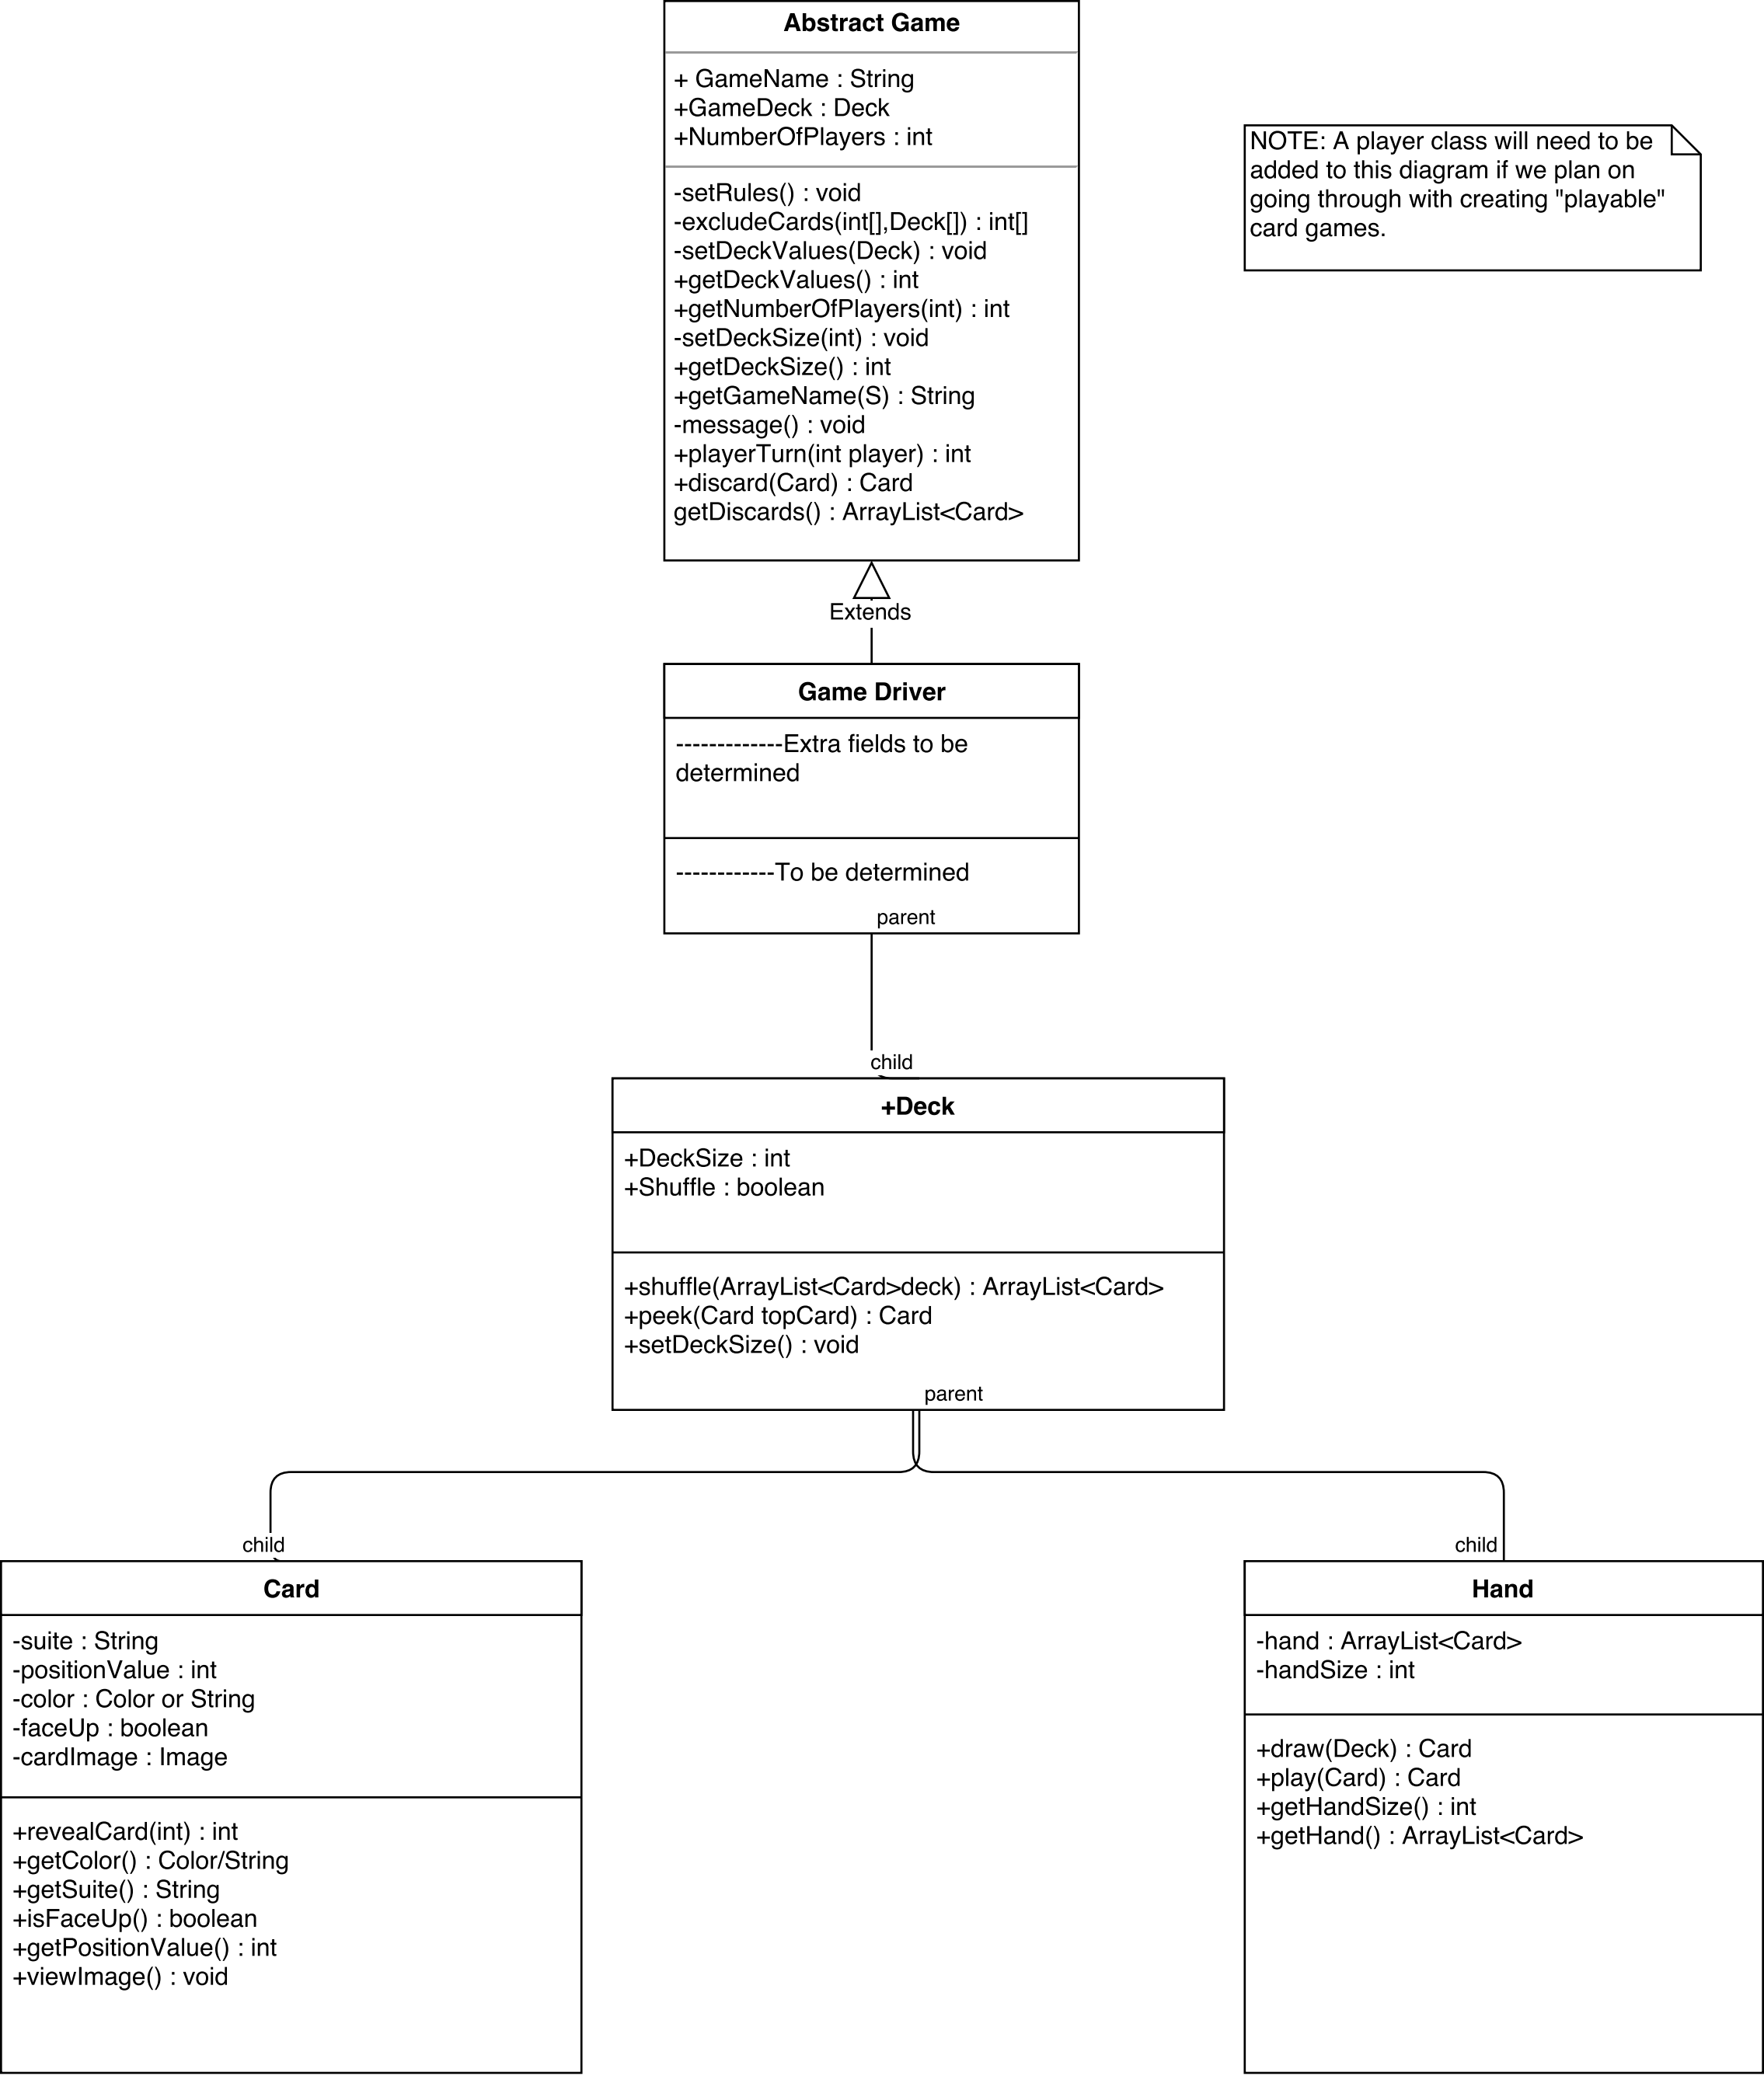 Abstract Game
+ GameName : String
+GameDeck : Deck
+NumberOfPlayers : int
-setRules() : void
-excludeCards(int[],Deck[]) : int[]
-setDeckValues(Deck) : void
+getDeckValues() : int
+getNumberOfPlayers(int) : int
-setDeckSize(int) : void
+getDeckSize() : int
+getGameName(S) : String
-message() : void
+playerTurn(int player) : int
+discard(Card) : Card
getDiscards() : ArrayList<Card>
NOTE: A player class will need to be
added to this diagram if we plan on
going through with creating "playable"
card games.
Extends
Game Driver
-------------Extra fields to be
determined
------------To be determined
parent
child
+Deck
+DeckSize : int
+Shuffle : boolean
+shuffle(ArrayList<Card>deck) : ArrayList<Card>
+peek(Card topCard) : Card
+setDeckSize() : void
parent
child
Card
-suite : String
-positionValue : int
-color : Color or String
-faceUp : boolean
-cardImage : Image
+revealCard(int) : int
+getColor() : Color/String
+getSuite() : String
+isFaceUp() : boolean
+getPositionValue() : int
+viewImage() : void
child
Hand
-hand : ArrayList<Card>
-handSize : int
+draw(Deck) : Card
+play(Card) : Card
+getHandSize() : int
+getHand() : ArrayList<Card>